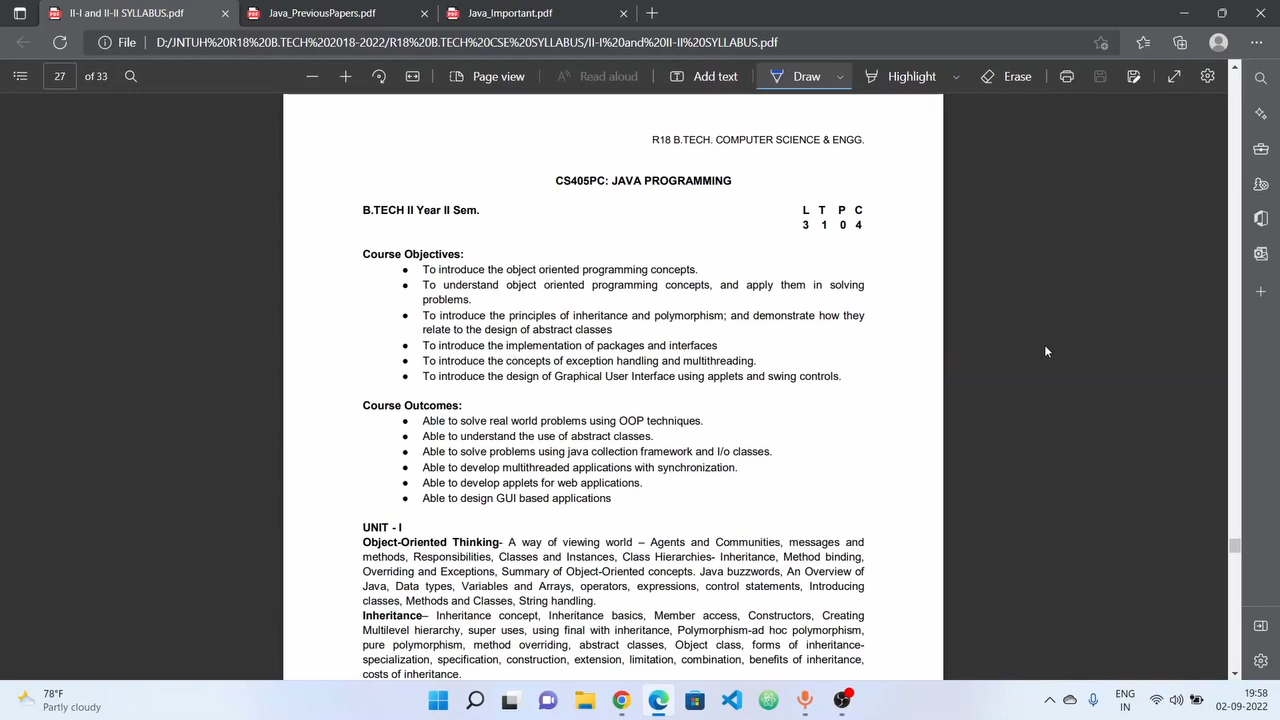 II-I and II-II SYLLABUS.pdf
Java_PreviousPapers.pdf
Java_Important.pdf
File
D:/JNTUH%20R18%20B.TECH%202018-2022/R18%20B.TECH%20CSE%20SYLLABUS/II-I%20and%20II-II%20SYLLABUS.pdf
27 of 33
Page view
Read aloud
Add text
Draw
Highlight
Erase
R18 B.TECH. COMPUTER SCIENCE & ENGG.
CS405PC: JAVA PROGRAMMING
B.TECH II Year II Sem. L T P C
3 1 0 4
Course Objectives:
● To introduce the object oriented programming concepts.
● To understand object oriented programming concepts, and apply them in solving
problems.
● To introduce the principles of inheritance and polymorphism; and demonstrate how they
relate to the design of abstract classes
● To introduce the implementation of packages and interfaces
● To introduce the concepts of exception handling and multithreading.
● To introduce the design of Graphical User Interface using applets and swing controls.
Course Outcomes:
● Able to solve real world problems using OOP techniques.
● Able to understand the use of abstract classes.
● Able to solve problems using java collection framework and I/o classes.
● Able to develop multithreaded applications with synchronization.
● Able to develop applets for web applications.
● Able to design GUI based applications
UNIT - I
Object-Oriented Thinking- A way of viewing world – Agents and Communities, messages and
methods, Responsibilities, Classes and Instances, Class Hierarchies- Inheritance, Method binding,
Overriding and Exceptions, Summary of Object-Oriented concepts. Java buzzwords, An Overview of
Java, Data types, Variables and Arrays, operators, expressions, control statements, Introducing
classes, Methods and Classes, String handling.
Inheritance– Inheritance concept, Inheritance basics, Member access, Constructors, Creating
Multilevel hierarchy, super uses, using final with inheritance, Polymorphism-ad hoc polymorphism,
pure polymorphism, method overriding, abstract classes, Object class, forms of inheritance-
specialization, specification, construction, extension, limitation, combination, benefits of inheritance,
costs of inheritance.
78°F
Partly cloudy
ENG
IN
19:58
02-09-2022